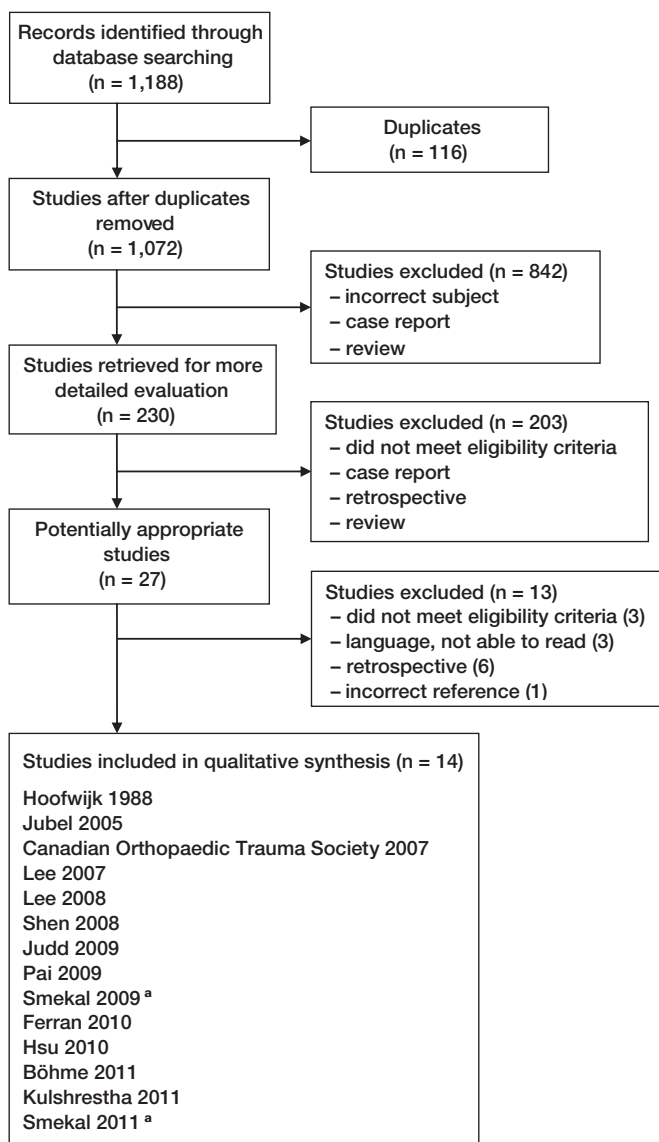 Records identified through
database searching
(n = 1,188)
Duplicates
(n = 116)
Studies after duplicates
removed
(n = 1,072)
Studies excluded (n = 842)
– incorrect subject
– case report
– review
Studies retrieved for more
detailed evaluation
(n = 230)
Studies excluded (n = 203)
– did not meet eligibility criteria
– case report
– retrospective
– review
Potentially appropriate
studies
(n = 27)
Studies excluded (n = 13)
– did not meet eligibility criteria (3)
– language, not able to read (3)
– retrospective (6)
– incorrect reference (1)
Studies included in qualitative synthesis (n = 14)
Hoofwijk 1988
Jubel 2005
Canadian Orthopaedic Trauma Society 2007
Lee 2007
Lee 2008
Shen 2008
Judd 2009
Pai 2009
Smekal 2009 a
Ferran 2010
Hsu 2010
Böhme 2011
Kulshrestha 2011
Smekal 2011 a